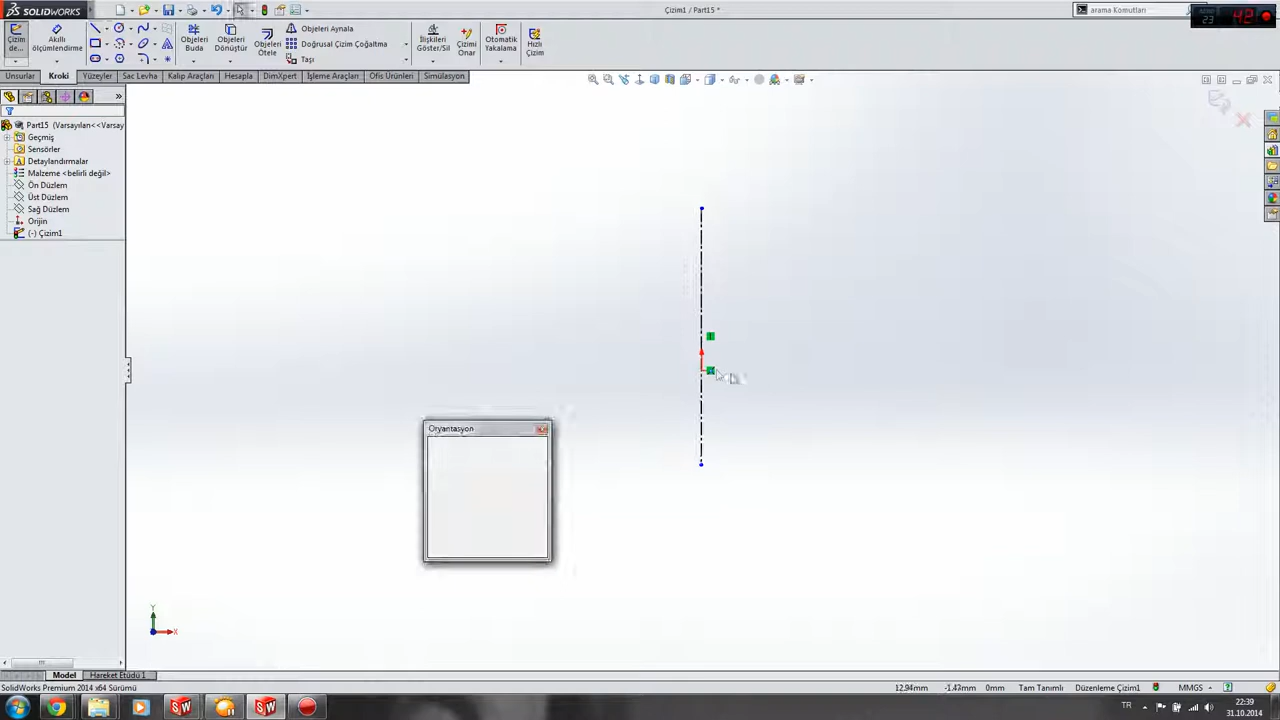 SOLIDWORKS
Çizim1 / Part15 *
arama Komutları
23
42
Çizim de...
Akıllı ölçümlendirme
Objeleri Buda
Objeleri Dönüştür
Objeleri Ötele
Objeleri Aynala
Doğrusal Çizim Çoğaltma
Taşı
İlişkileri Göster/Sil
Çizimi Onar
Otomatik Yakalama
Hızlı Çizim
Unsurlar
Kroki
Yüzeyler
Sac Levha
Kalıp Araçları
Hesapla
DimXpert
İşleme Araçları
Ofis Ürünleri
Simülasyon
Part15 (Varsayılan<<Varsay
Geçmiş
Sensörler
Detaylandırmalar
Malzeme <belirli değil>
Ön Düzlem
Üst Düzlem
Sağ Düzlem
Orijin
(-) Çizim1
Oryantasyon
Y
X
Model
Hareket Etüdü 1
SolidWorks Premium 2014 x64 Sürümü
12.94mm
-1.47mm
0mm
Tam Tanımlı
Düzenleme Çizim1
MMGS
TR
22:39
31.10.2014